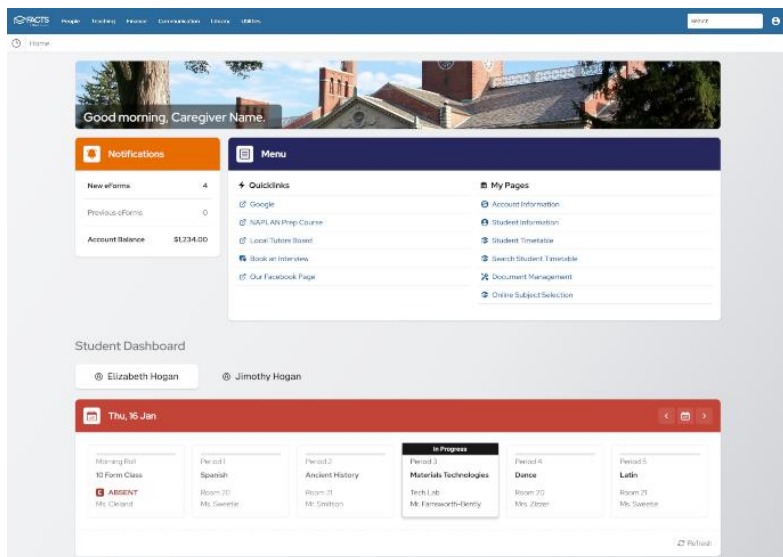 FACTS
People Teaching Finance Communication Library Utilities
Home
Good morning, Caregiver Name.
Notifications
New eForms 4
Previous eForms 0
Account Balance $1,234.00
Menu
Quicklinks
Google
NAPLAN Prep Course
Local Tutors Board
Book an Interview
Our Facebook Page
My Pages
Account Information
Student Information
Student Timetable
Search Student Timetable
Document Management
Online Subject Selection
Student Dashboard
Elizabeth Hogan Jimothy Hogan
Thu, 16 Jan
Morning Roll
10 Form Class
ABSENT
Ms. Cleland
Period 1
Spanish
Room 20
Ms. Sweetie
Period 2
Ancient History
Room 21
Mr. Smitson
In Progress
Period 3
Materials Technologies
Tech Lab
Mr. Farnsworth-Bently
Period 4
Dance
Room 20
Mrs. Zizzer
Period 5
Latin
Room 21
Ms. Sweetie
Refresh